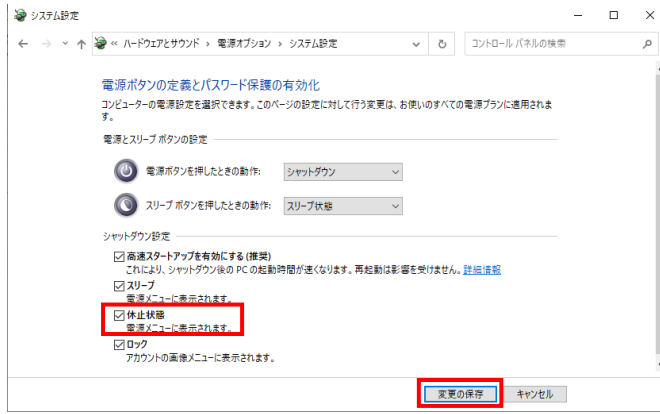 システム設定
« ハードウェアとサウンド › 電源オプション › システム設定
コントロール パネルの検索
電源ボタンの定義とパスワード保護の有効化
コンピューターの電源設定を選択できます。このページの設定に対して行う変更は、お使いのすべての電源プランに適用されま
す。
電源とスリープ ボタンの設定
電源ボタンを押したときの動作: シャットダウン
スリープ ボタンを押したときの動作: スリープ状態
シャットダウン設定
高速スタートアップを有効にする (推奨)
これにより、シャットダウン後の PC の起動時間が速くなります。再起動は影響を受けません。詳細情報
スリープ
電源メニューに表示されます。
休止状態
電源メニューに表示されます。
ロック
アカウントの画像メニューに表示されます。
変更の保存 キャンセル